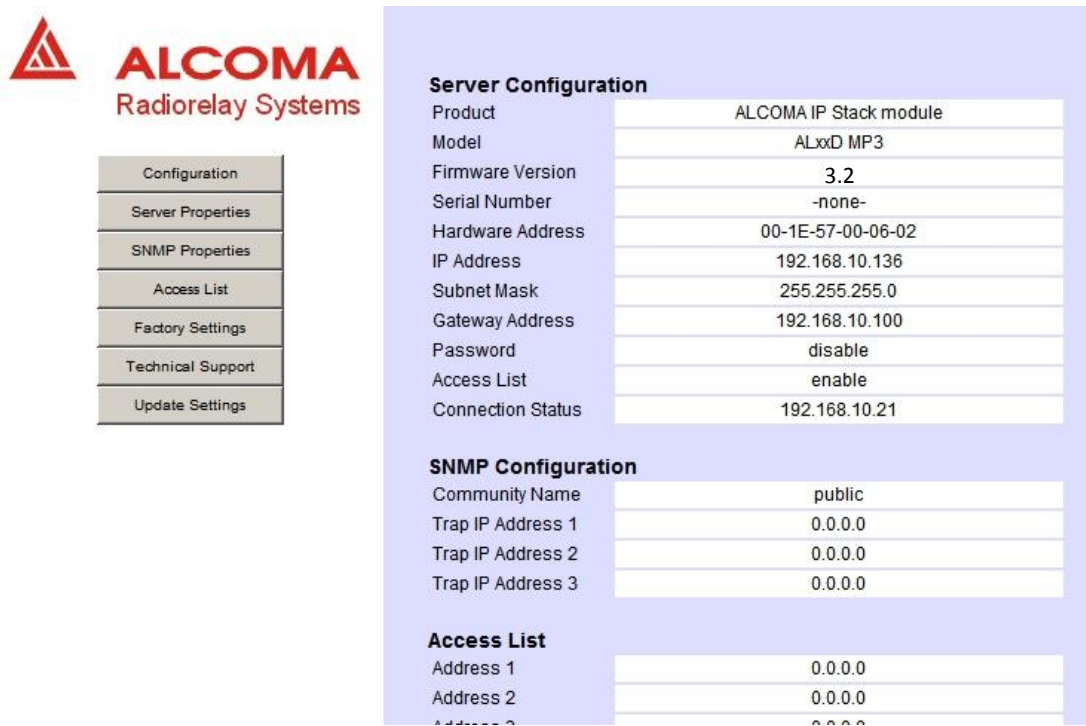 ALCOMA
Radiorelay Systems
Configuration
Server Properties
SNMP Properties
Access List
Factory Settings
Technical Support
Update Settings
Server Configuration
Product ALCOMA IP Stack module
Model ALxxD MP3
Firmware Version 3.2
Serial Number -none-
Hardware Address 00-1E-57-00-06-02
IP Address 192.168.10.136
Subnet Mask 255.255.255.0
Gateway Address 192.168.10.100
Password disable
Access List enable
Connection Status 192.168.10.21
SNMP Configuration
Community Name public
Trap IP Address 1 0.0.0.0
Trap IP Address 2 0.0.0.0
Trap IP Address 3 0.0.0.0
Access List
Address 1 0.0.0.0
Address 2 0.0.0.0